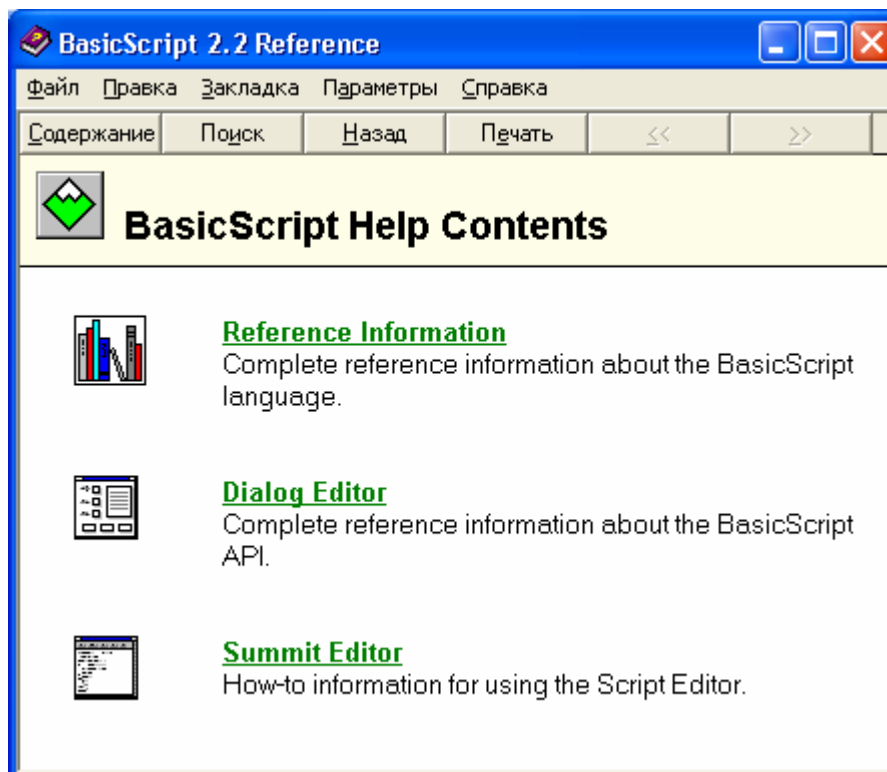 BasicScript 2.2 Reference
Файл Правка Закладка Параметры Справка
Содержание Поиск Назад Печать << >>
BasicScript Help Contents
Reference Information
Complete reference information about the BasicScript
language.
Dialog Editor
Complete reference information about the BasicScript
API.
Summit Editor
How-to information for using the Script Editor.